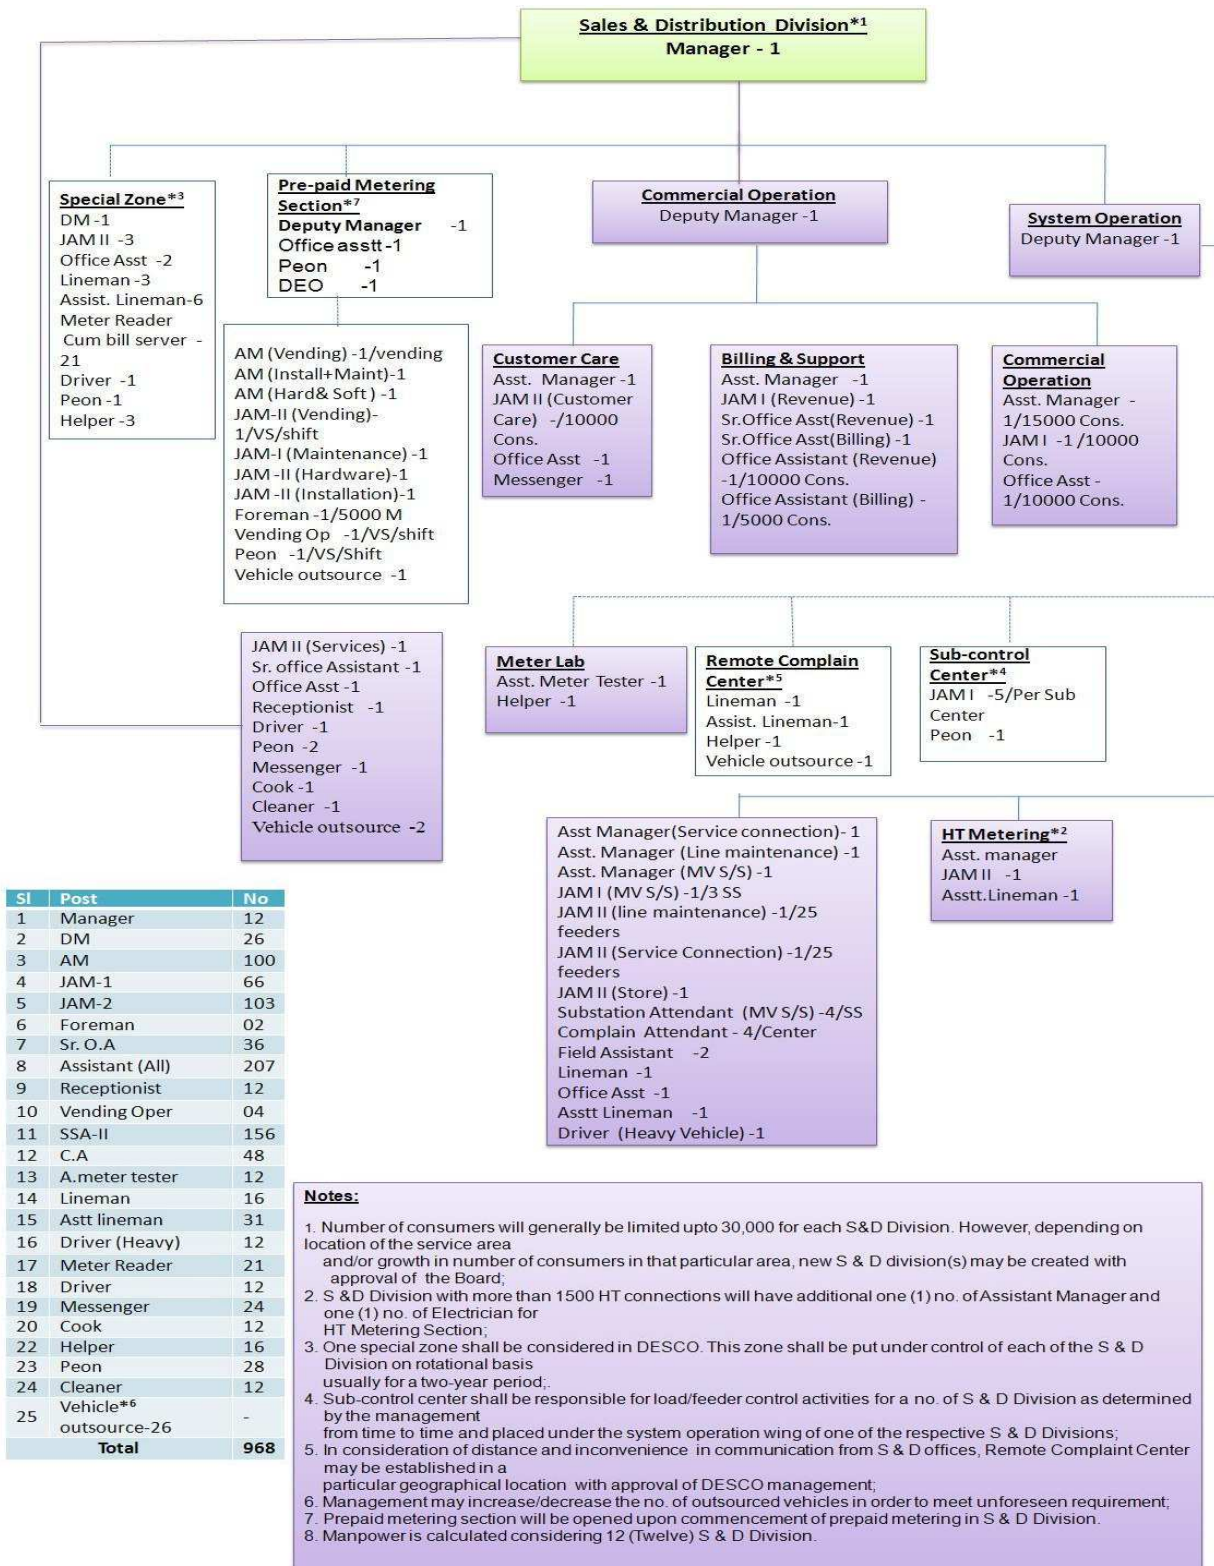 Sales & Distribution Division*1
Manager - 1
Special Zone*3
DM -1
JAM II -3
Office Asst -2
Lineman -3
Assist. Lineman-6
Meter Reader
Cum bill server -
21
Driver -1
Peon -1
Helper -3
Pre-paid Metering
Section*7
Deputy Manager -1
Office asstt -1
Peon -1
DEO -1
Commercial Operation
Deputy Manager -1
System Operation
Deputy Manager -1
AM (Vending) -1/vending
AM (Install+Maint)-1
AM (Hard& Soft ) -1
JAM-II (Vending)-
1/VS/shift
JAM-I (Maintenance) -1
JAM -II (Hardware)-1
JAM -II (Installation)-1
Foreman -1/5000 M
Vending Op -1/VS/shift
Peon -1/VS/Shift
Vehicle outsource -1
Customer Care
Asst. Manager -1
JAM II (Customer
Care) -/10000
Cons.
Office Asst -1
Messenger -1
Billing & Support
Asst. Manager -1
JAM I (Revenue) -1
Sr.Office Asst(Revenue) -1
Sr.Office Asst(Billing) -1
Office Assistant (Revenue)
-1/10000 Cons.
Office Assistant (Billing) -
1/5000 Cons.
Commercial
Operation
Asst. Manager -
1/15000 Cons.
JAM I -1 /10000
Cons.
Office Asst -
1/10000 Cons.
JAM II (Services) -1
Sr. office Assistant -1
Office Asst -1
Receptionist -1
Driver -1
Peon -2
Messenger -1
Cook -1
Cleaner -1
Vehicle outsource -2
Meter Lab
Asst. Meter Tester -1
Helper -1
Remote Complain
Center*5
Lineman -1
Assist. Lineman-1
Helper -1
Vehicle outsource -1
Sub-control
Center*4
JAM I -5/Per Sub
Center
Peon -1
Asst Manager(Service connection)- 1
Asst. Manager (Line maintenance) -1
Asst. Manager (MV S/S) -1
JAM I (MV S/S) -1/3 SS
JAM II (line maintenance) -1/25
feeders
JAM II (Service Connection) -1/25
feeders
JAM II (Store) -1
Substation Attendant (MV S/S) -4/SS
Complain Attendant - 4/Center
Field Assistant -2
Lineman -1
Office Asst -1
Asstt Lineman -1
Driver (Heavy Vehicle) -1
HT Metering*2
Asst. manager
JAM II -1
Asstt.Lineman -1
Sl Post No
1 Manager 12
2 DM 26
3 AM 100
4 JAM-1 66
5 JAM-2 103
6 Foreman 02
7 Sr. O.A 36
8 Assistant (All) 207
9 Receptionist 12
10 Vending Oper 04
11 SSA-II 156
12 C.A 48
13 A.meter tester 12
14 Lineman 16
15 Astt lineman 31
16 Driver (Heavy) 12
17 Meter Reader 21
18 Driver 12
19 Messenger 24
20 Cook 12
22 Helper 16
23 Peon 28
24 Cleaner 12
25 Vehicle*6
outsource-26 -
Total 968
Notes:
1. Number of consumers will generally be limited upto 30,000 for each S&D Division. However, depending on
location of the service area
and/or growth in number of consumers in that particular area, new S & D division(s) may be created with
approval of the Board;
2. S &D Division with more than 1500 HT connections will have additional one (1) no. of Assistant Manager and
one (1) no. of Electrician for
HT Metering Section;
3. One special zone shall be considered in DESCO. This zone shall be put under control of each of the S & D
Division on rotational basis
usually for a two-year period;.
4. Sub-control center shall be responsible for load/feeder control activities for a no. of S & D Division as determined
by the management
from time to time and placed under the system operation wing of one of the respective S & D Divisions;
5. In consideration of distance and inconvenience in communication from S & D offices, Remote Complaint Center
may be established in a
particular geographical location with approval of DESCO management;
6. Management may increase/decrease the no. of outsourced vehicles in order to meet unforeseen requirement;
7. Prepaid metering section will be opened upon commencement of prepaid metering in S & D Division.
8. Manpower is calculated considering 12 (Twelve) S & D Division.